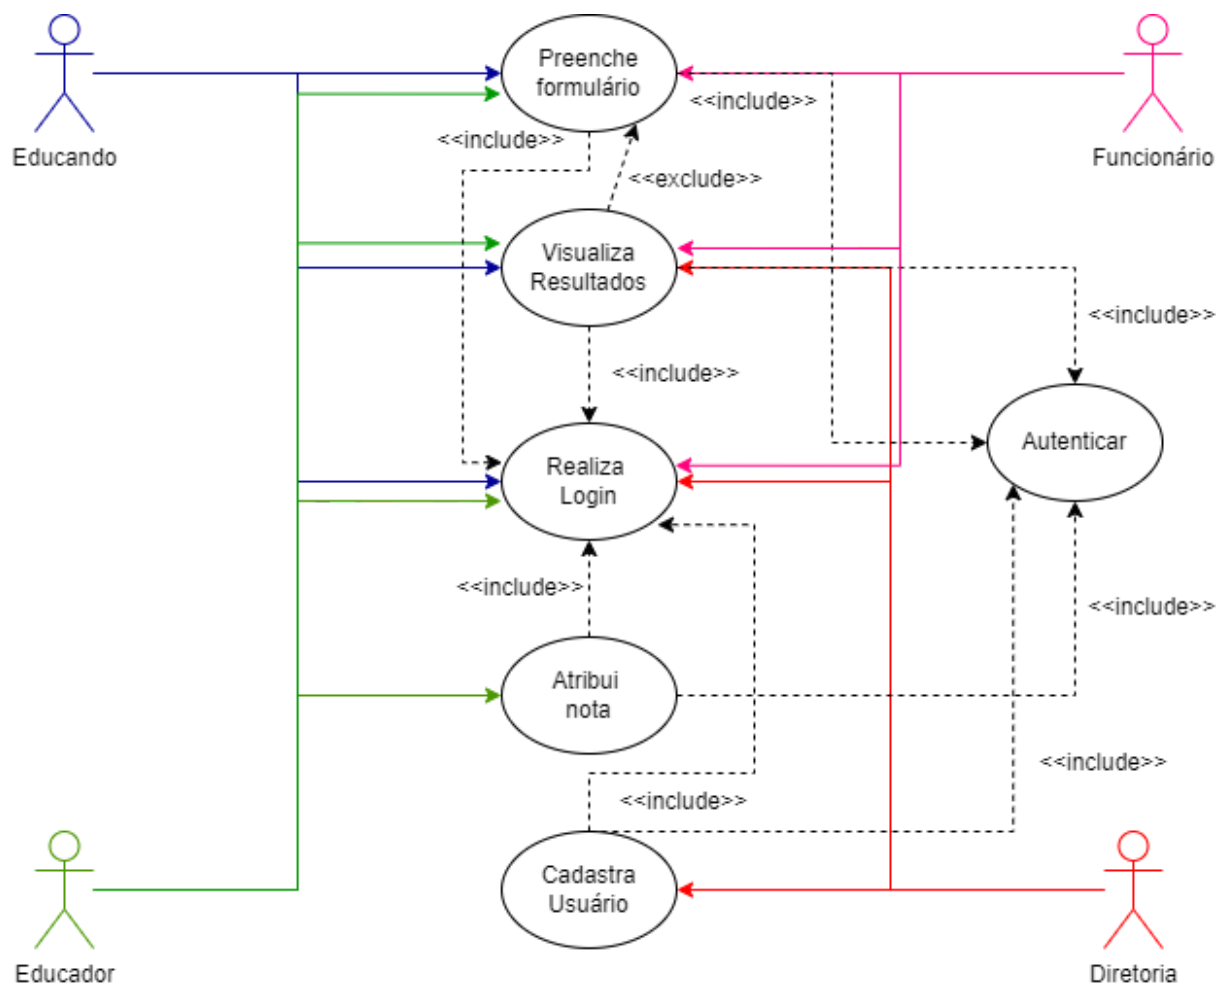 Preenche
formulário
<<include>>
<<include>>
Educando
Funcionário
<<exclude>>
Visualiza
Resultados
<<include>>
<<include>>
Autenticar
Realiza
Login
<<include>>
<<include>>
Atribui
nota
<<include>>
<<include>>
Cadastra
Usuário
Educador
Diretoria